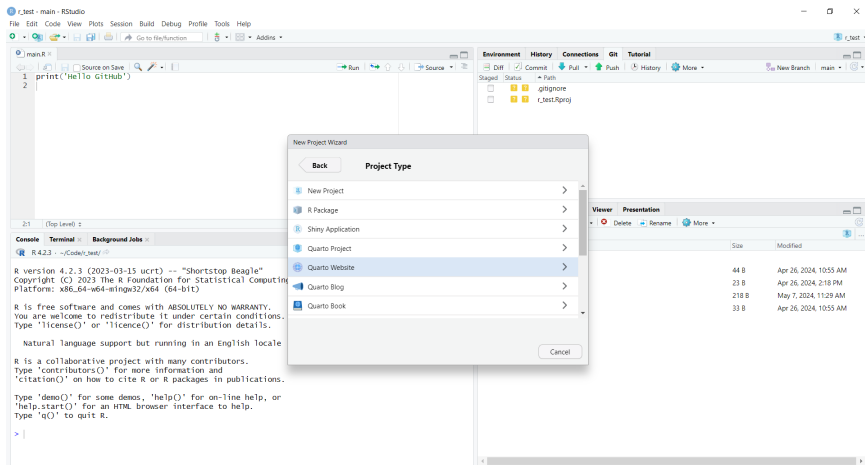 r_test - main - RStudio
File Edit Code View Plots Session Build Debug Profile Tools Help
Go to file/function
Addins
r_test
main.R
Source on Save
Run
Source
1 print('Hello GitHub')
2
2:1 (Top Level)
Console Terminal Background Jobs
R 4.2.3 · ~/Code/r_test/
R version 4.2.3 (2023-03-15 ucrt) -- "Shortstop Beagle"
Copyright (C) 2023 The R Foundation for Statistical Computing
Platform: x86_64-w64-mingw32/x64 (64-bit)
R is free software and comes with ABSOLUTELY NO WARRANTY.
You are welcome to redistribute it under certain conditions.
Type 'license()' or 'licence()' for distribution details.
Natural language support but running in an English locale
R is a collaborative project with many contributors.
Type 'contributors()' for more information and
'citation()' on how to cite R or R packages in publications.
Type 'demo()' for some demos, 'help()' for on-line help, or
'help.start()' for an HTML browser interface to help.
Type 'q()' to quit R.
>
Environment History Connections Git Tutorial
Diff Commit Pull Push History More New Branch main
Staged Status Path
? ? .gitignore
? ? r_test.Rproj
New Project Wizard
Back Project Type
New Project
R Package
Shiny Application
Quarto Project
Quarto Website
Quarto Blog
Quarto Book
Cancel
Viewer Presentation
Delete Rename More
Size Modified
44 B Apr 26, 2024, 10:55 AM
23 B Apr 26, 2024, 2:18 PM
218 B May 7, 2024, 11:29 AM
33 B Apr 26, 2024, 10:55 AM